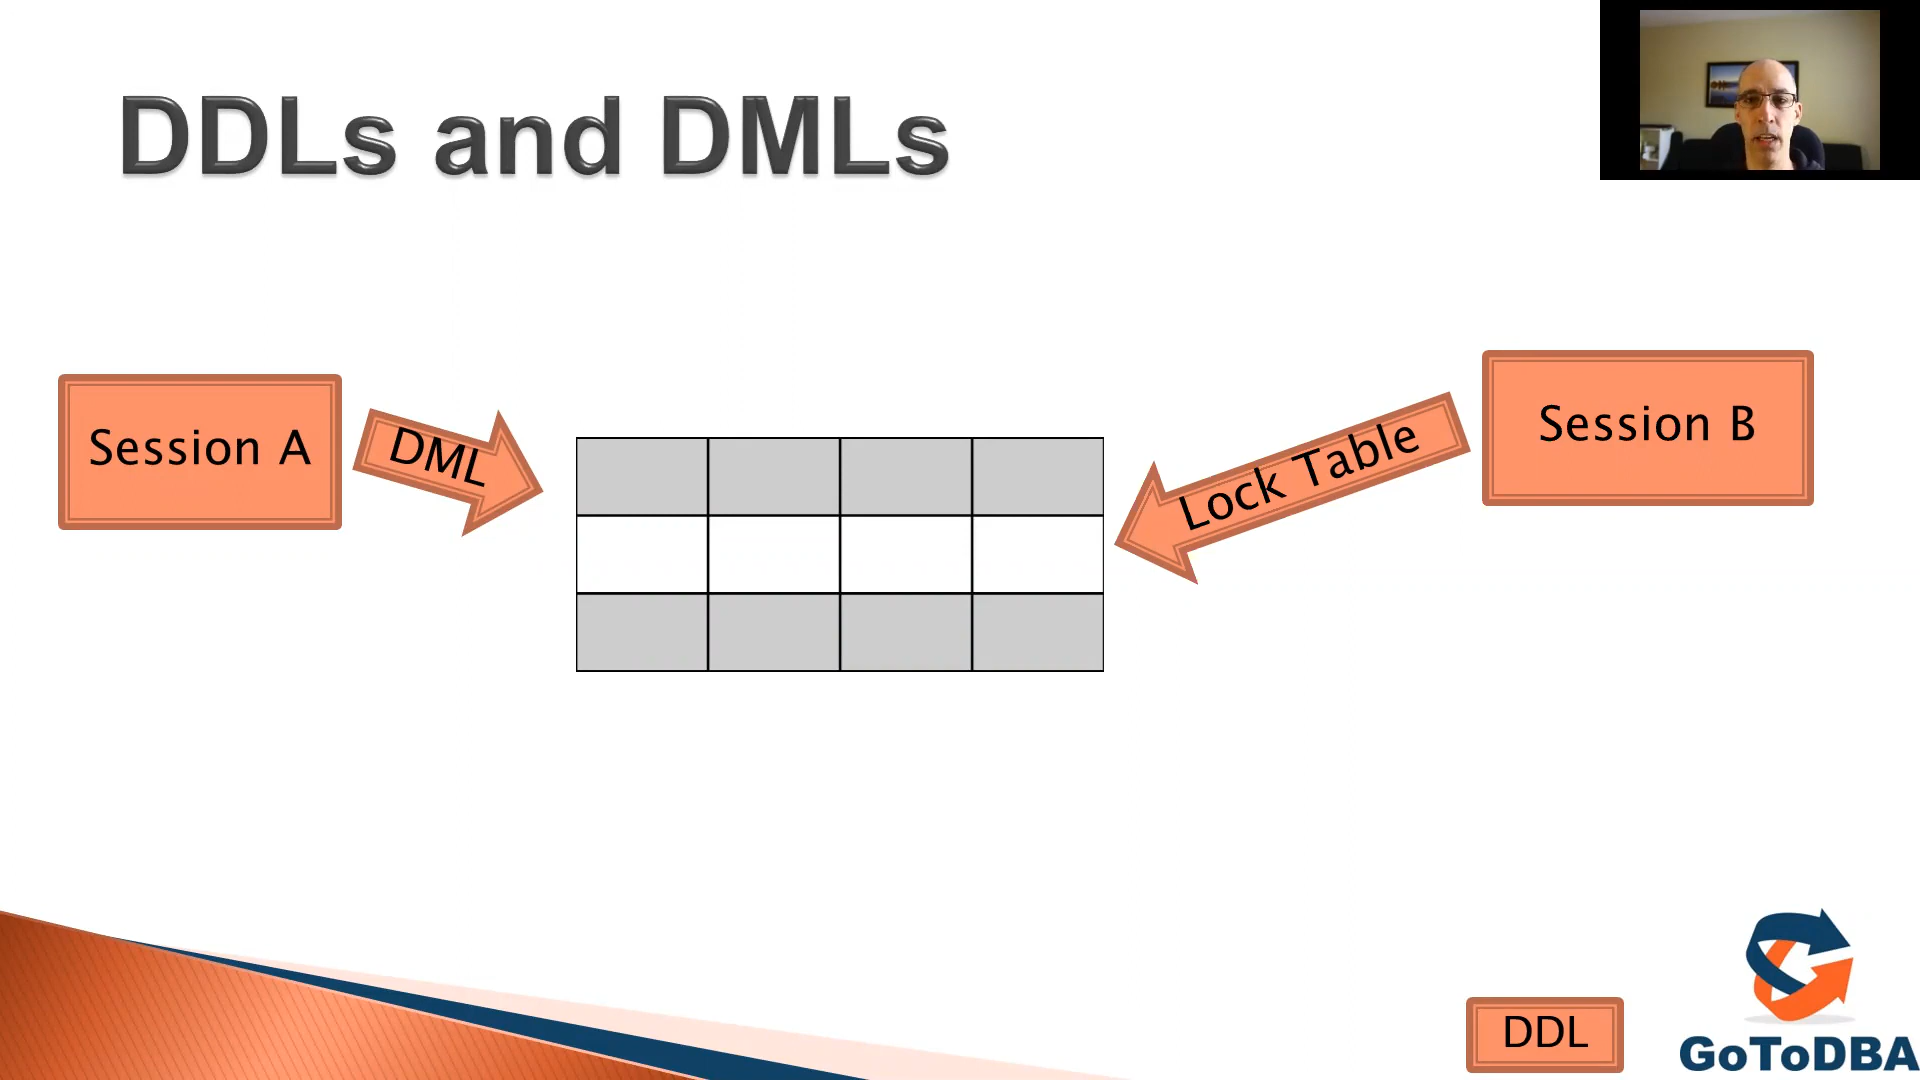 DDLs and DMLs
Session A
DML
Lock Table
Session B
DDL
GoToDBA